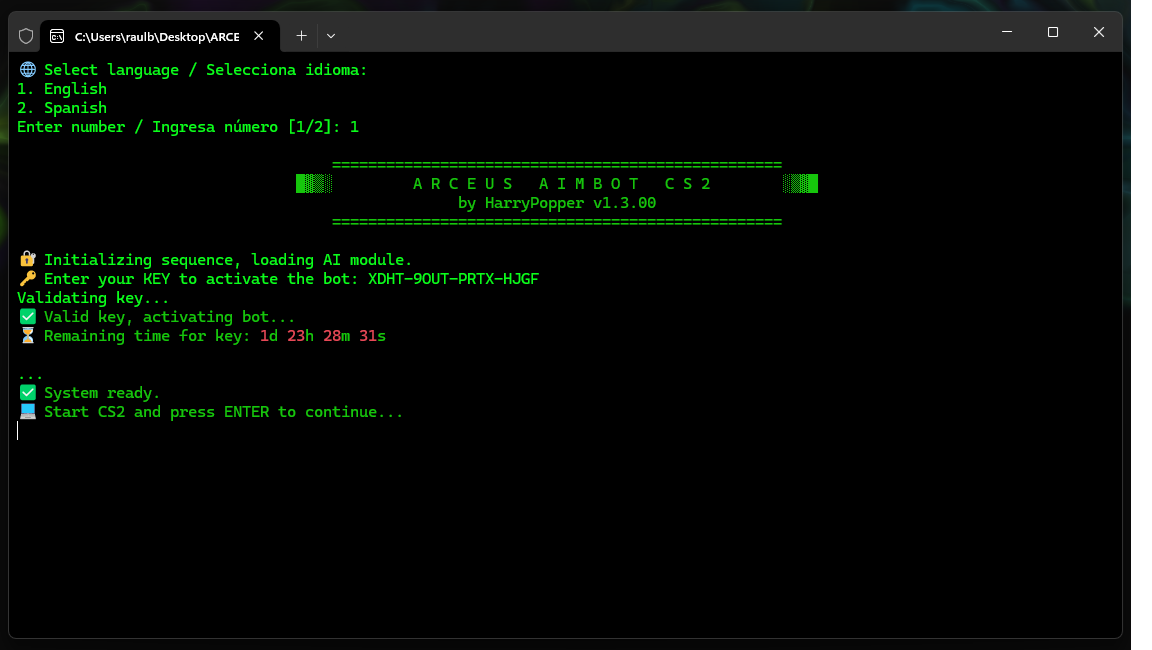 C:\Users\raulb\Desktop\ARCE
🌐 Select language / Selecciona idioma:
1. English
2. Spanish
Enter number / Ingresa número [1/2]: 1
==================================================
█▓▒░ A R C E U S   A I M B O T   C S 2 ░▒▓█
by HarryPopper v1.3.00
==================================================
🔐 Initializing sequence, loading AI module.
🔑 Enter your KEY to activate the bot: XDHT-9OUT-PRTX-HJGF
Validating key...
✅ Valid key, activating bot...
⏳ Remaining time for key: 1d 23h 28m 31s
...
✅ System ready.
💻 Start CS2 and press ENTER to continue...